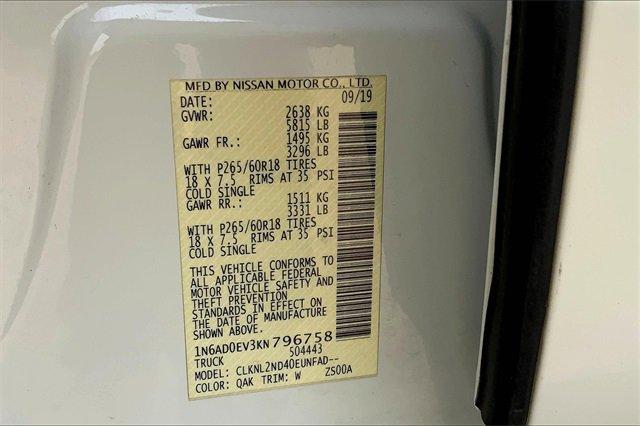 MFD BY NISSAN MOTOR CO., LTD.
DATE: 09/19
GVWR: 2638 KG
5815 LB
GAWR FR.: 1495 KG
3296 LB
WITH P265/60R18 TIRES
18 X 7.5 RIMS AT 35 PSI
COLD SINGLE
GAWR RR.: 1511 KG
3331 LB
WITH P265/60R18 TIRES
18 X 7.5 RIMS AT 35 PSI
COLD SINGLE
THIS VEHICLE CONFORMS TO
ALL APPLICABLE FEDERAL
MOTOR VEHICLE SAFETY AND
THEFT PREVENTION
STANDARDS IN EFFECT ON
THE DATE OF MANUFACTURE
SHOWN ABOVE.
1N6AD0EV3KN796758
TRUCK 504443
MODEL: CLKNL2ND40EUNFAD--
COLOR: QAK TRIM: W ZS00A